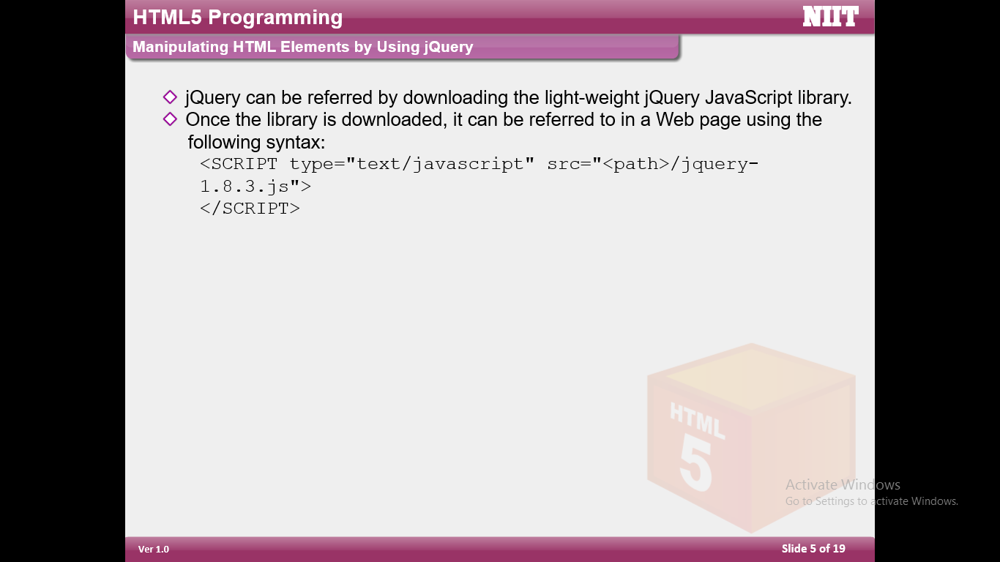 HTML5 Programming
NIIT
Manipulating HTML Elements by Using jQuery
jQuery can be referred by downloading the light-weight jQuery JavaScript library.
Once the library is downloaded, it can be referred to in a Web page using the
following syntax:
<SCRIPT type="text/javascript" src="<path>/jquery-
1.8.3.js">
</SCRIPT>
HTML
5
Activate Windows
Go to Settings to activate Windows.
Ver 1.0
Slide 5 of 19